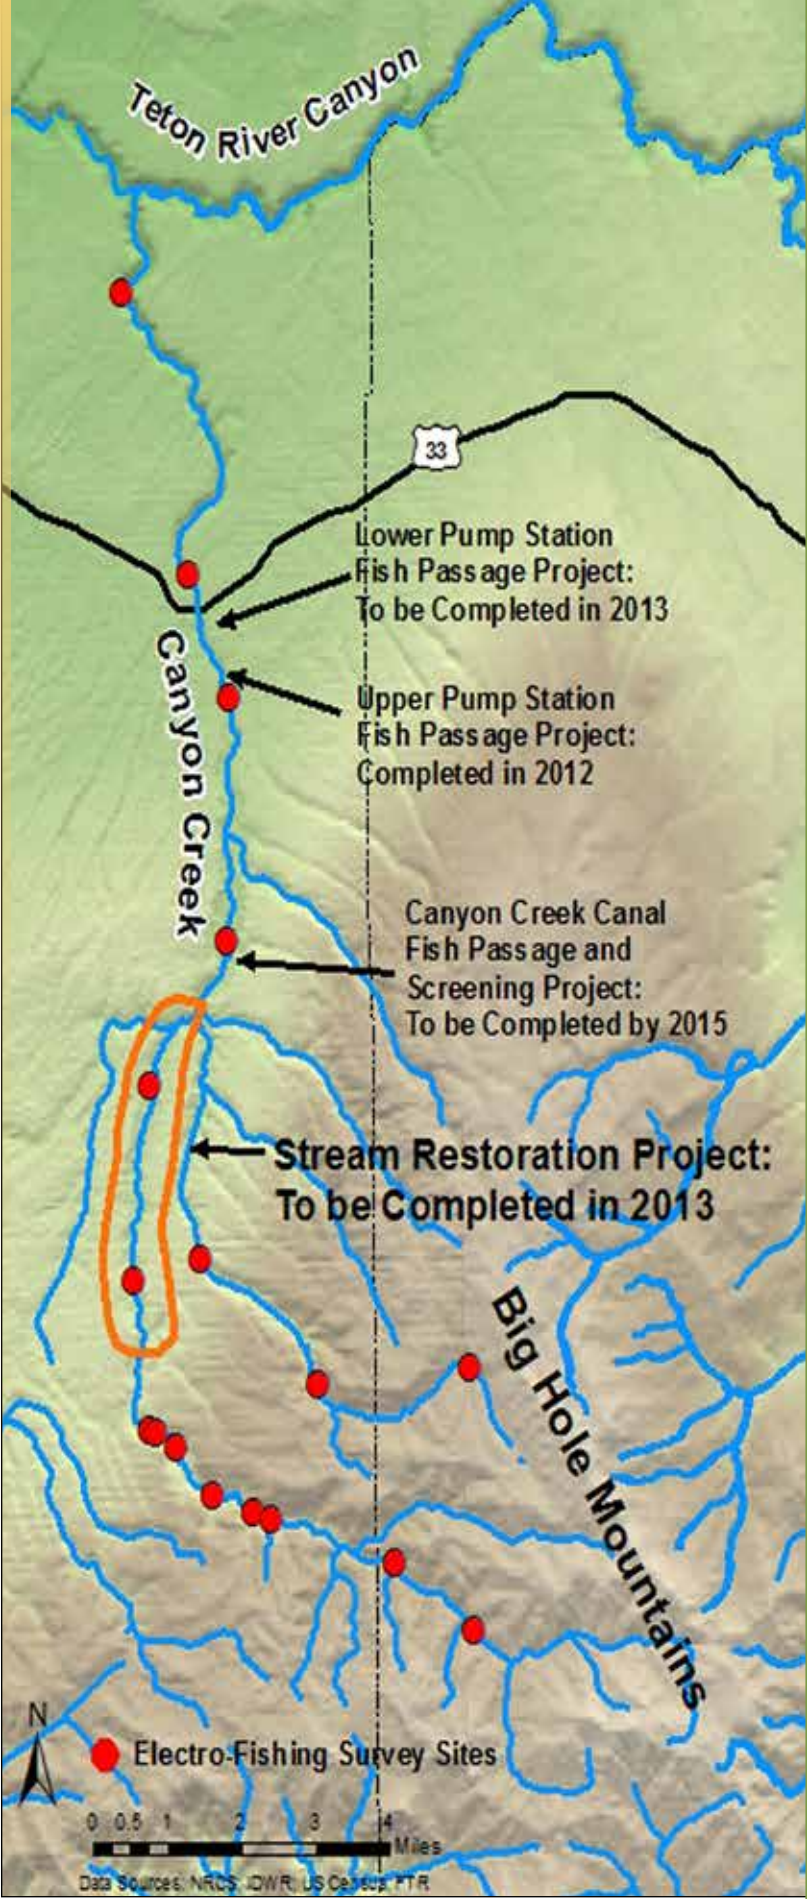 Teton River Canyon
33
Lower Pump Station
Fish Passage Project:
To be Completed in 2013
Canyon Creek
Upper Pump Station
Fish Passage Project:
Completed in 2012
Canyon Creek Canal
Fish Passage and
Screening Project:
To be Completed by 2015
Stream Restoration Project:
To be Completed in 2013
Big Hole Mountains
N
Electro-Fishing Survey Sites
0 0.5 1 2 3 4
Miles
Data Sources: NRCS, IDWR, US Census, FTR